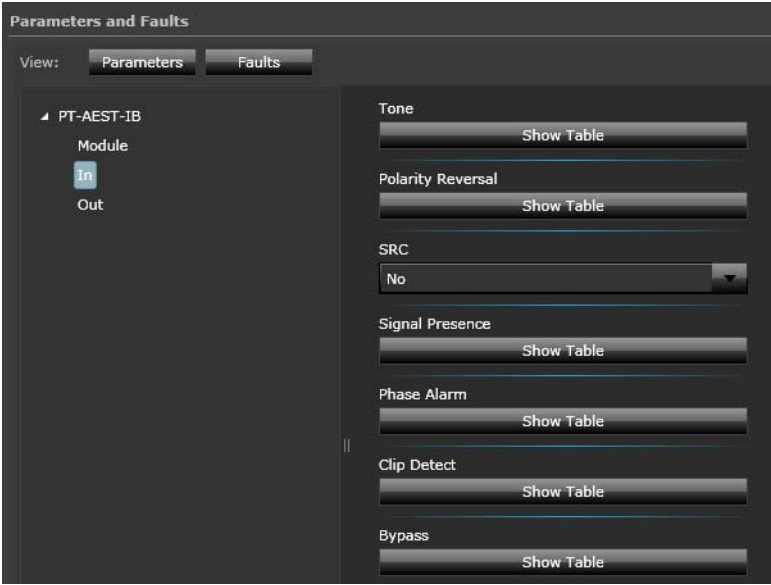 Parameters and Faults
View: Parameters Faults
PT-AEST-IB
Module
In
Out
Tone
Show Table
Polarity Reversal
Show Table
SRC
No
Signal Presence
Show Table
Phase Alarm
Show Table
Clip Detect
Show Table
Bypass
Show Table